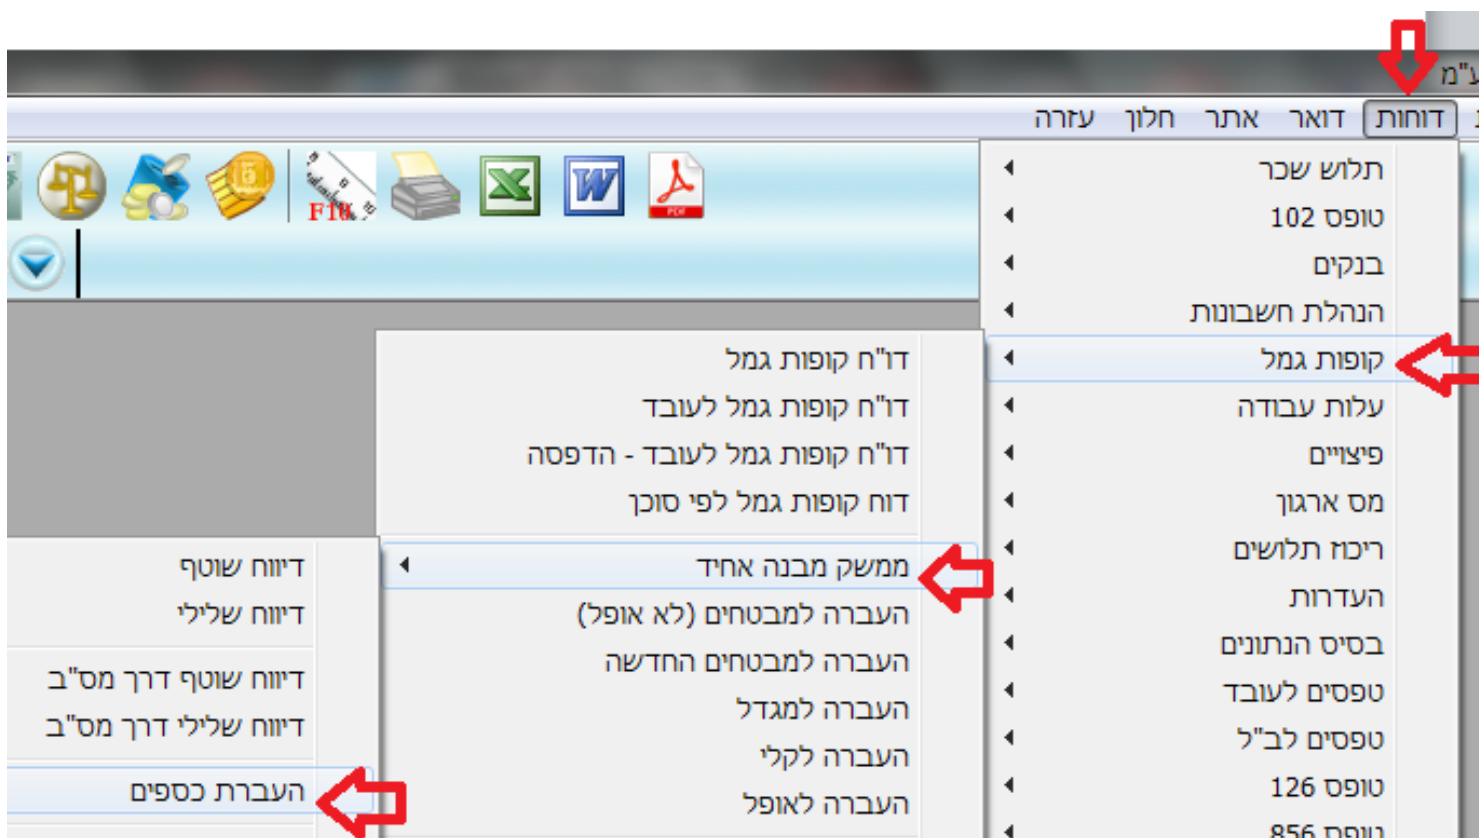 ע"מ
דוחות דואר אתר חלון עזרה
F10
W
PDF
תלוש שכר
טופס 102
בנקים
הנהלת חשבונות
קופות גמל
עלות עבודה
פיצויים
מס ארגון
ריכוז תלושים
העדרות
בסיס הנתונים
טפסים לעובד
טפסים לב"ל
טופס 126
טופס 856
דו"ח קופות גמל
דו"ח קופות גמל לעובד
דו"ח קופות גמל לעובד - הדפסה
דוח קופות גמל לפי סוכן
ממשק מבנה אחיד
העברה למבטחים (לא אופל)
העברה למבטחים החדשה
העברה למגדל
העברה לקלי
העברה לאופל
דיווח שוטף
דיווח שלילי
דיווח שוטף דרך מס"ב
דיווח שלילי דרך מס"ב
העברת כספים